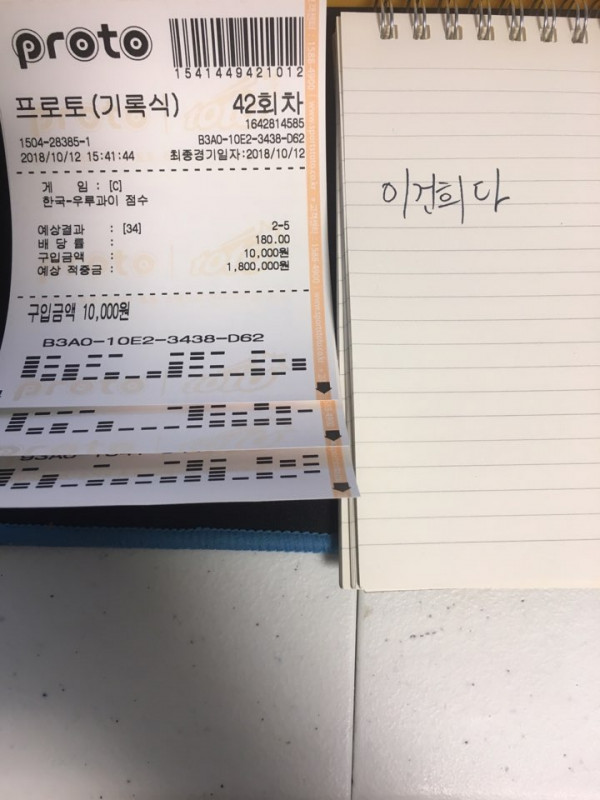 proto
1541449421012
프로토(기록식) 42회차
1642814585
1504-28385-1 B3A0-10E2-3438-D62
2018/10/12 15:41:44 최종경기일자:2018/10/12
게 임 : [C]
한국-우루과이 점수
예상결과 : [34] 2-5
배 당 률 : 180.00
구입금액 : 10,000원
예상 적중금 : 1,800,000원
구입금액 10,000원
B3A0-10E2-3438-D62
이건희다